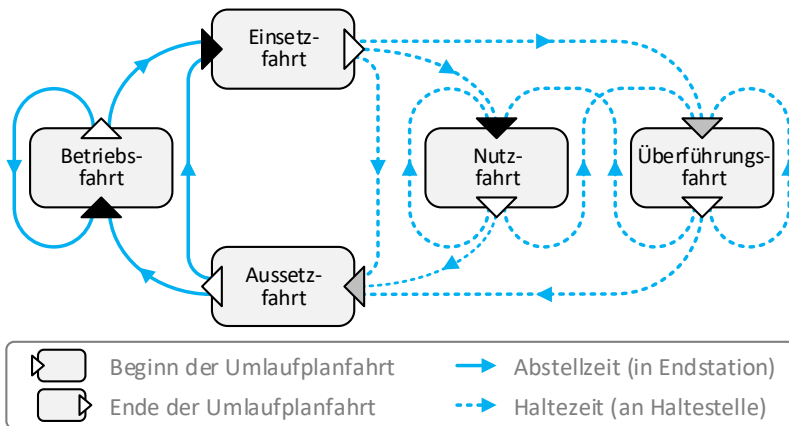 Einsetz-
fahrt
Betriebs-
fahrt
Nutz-
fahrt
Überführungs-
fahrt
Aussetz-
fahrt
Beginn der Umlaufplanfahrt
Abstellzeit (in Endstation)
Ende der Umlaufplanfahrt
Haltezeit (an Haltestelle)